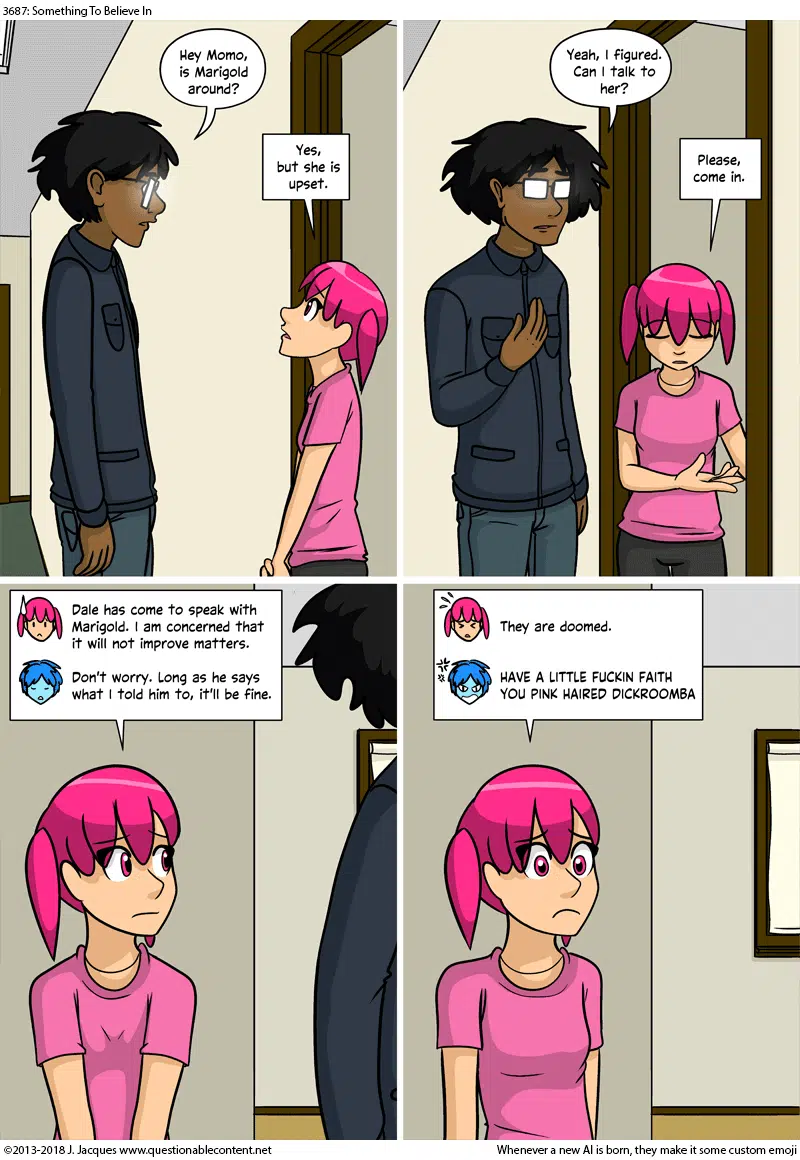 3687: Something To Believe In
Hey Momo,
is Marigold
around?
Yes,
but she is
upset.
Yeah, I figured.
Can I talk to
her?
Please,
come in.
Dale has come to speak with
Marigold. I am concerned that
it will not improve matters.
Don't worry. Long as he says
what I told him to, it'll be fine.
They are doomed.
HAVE A LITTLE FUCKIN FAITH
YOU PINK HAIRED DICKROOMBA
©2013-2018 J. Jacques www.questionablecontent.net
Whenever a new AI is born, they make it some custom emoji